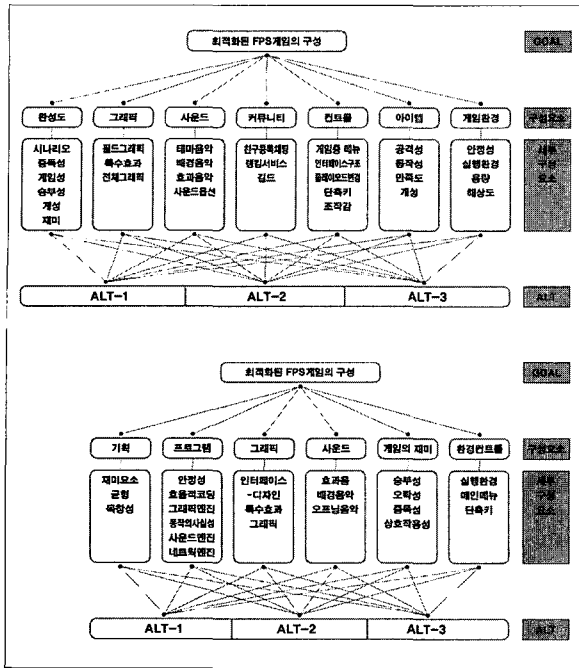 최적화된 FPS게임의 구성
GOAL
완성도 그래픽 사운드 커뮤니티 컨트롤 아이템 게임환경
구성요소
시나리오
중독성
게임성
승부성
개성
재미
필드그래픽
특수효과
전체그래픽
테마음악
배경음악
효과음악
사운드옵션
친구등록채팅
랭킹서비스
길드
게임중 메뉴
인터페이스구조
플레이모드변경
단축키
조작감
공격성
동작성
만족도
개성
안정성
실행환경
용량
해상도
세부
구성
요소
ALT-1 ALT-2 ALT-3
ALT
최적화된 FPS게임의 구성
GOAL
기획 프로그램 그래픽 사운드 게임의 재미 환경컨트롤
구성요소
재미요소
균형
독창성
안정성
효율적코딩
그래픽엔진
동작의사실성
사운드엔진
네트웍엔진
인터페이스
-디자인
특수효과
그래픽
효과음
배경음악
오프닝음악
승부성
오락성
중독성
상호작용성
실행환경
메인메뉴
단축키
세부
구성
요소
ALT-1 ALT-2 ALT-3
ALT